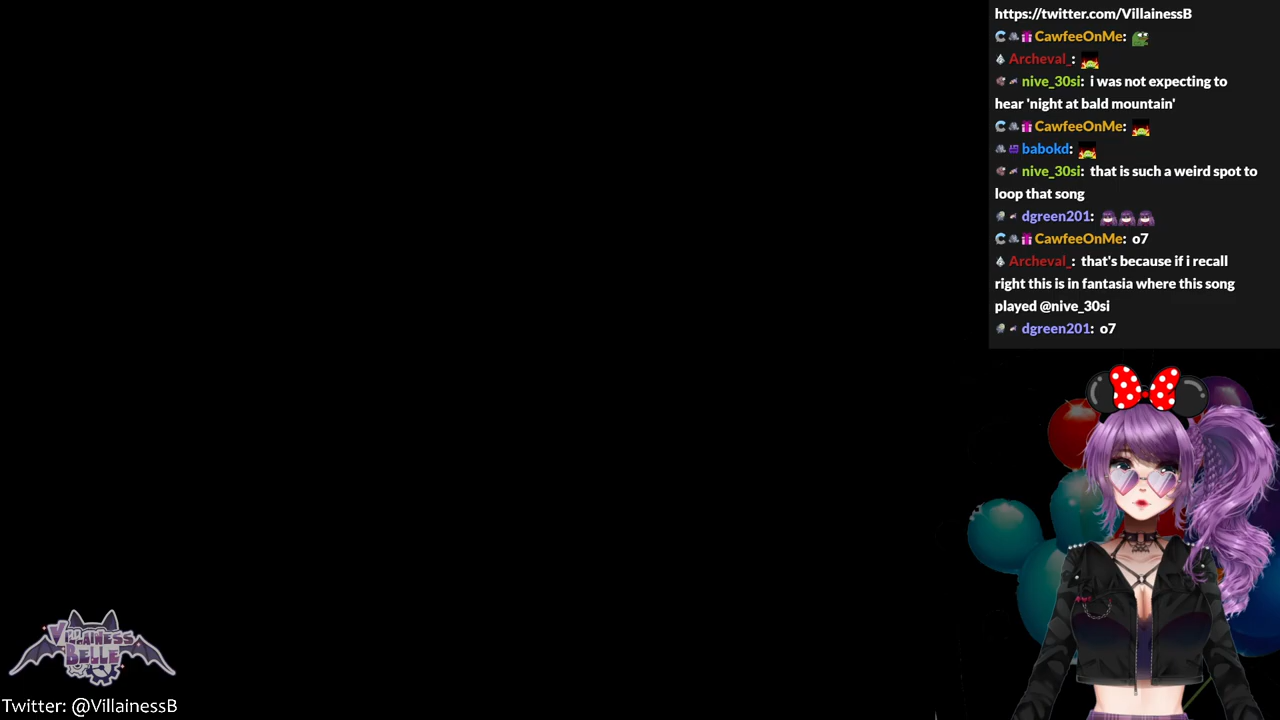 https://twitter.com/VillainessB
CawfeeOnMe:
Archeval_:
nive_30si: i was not expecting to
hear 'night at bald mountain'
CawfeeOnMe:
babokd:
nive_30si: that is such a weird spot to
loop that song
dgreen201:
CawfeeOnMe: o7
Archeval_: that's because if i recall
right this is in fantasia where this song
played @nive_30si
dgreen201: o7
VILLAINESS
BELLE
Twitter: @VillainessB